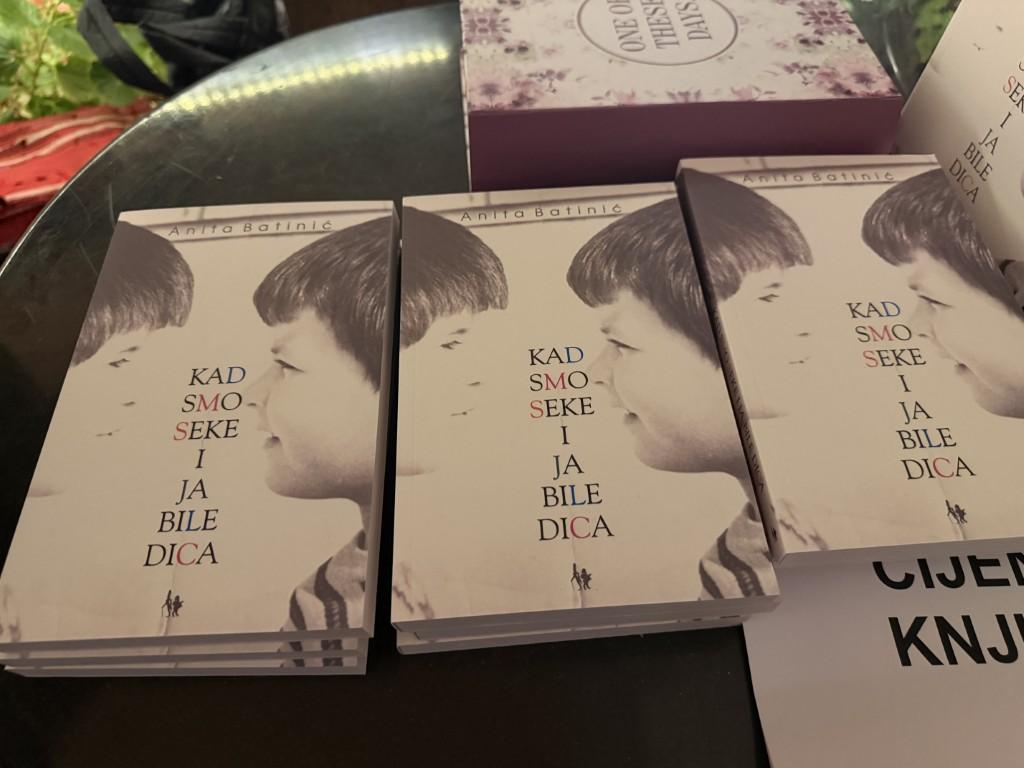 ONE OF
THESE
DAYS
Anita Batinić
KAD
SMO
SEKE
I
JA
BILE
DICA
Anita Batinić
KAD
SMO
SEKE
I
JA
BILE
DICA
Anita Batinić
KAD
SMO
SEKE
I
JA
BILE
DICA
SEKE
I
JA
BILE
DICA